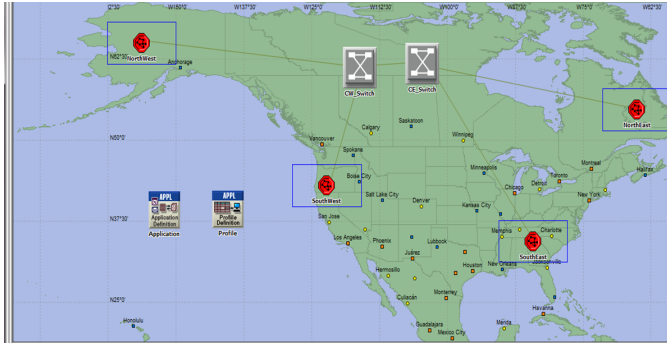 W150°0' W137°30' W125°0' W112°30' W100°0' W87°30' W75°0' W62°30'
NorthWest
N62°30'
Anchorage
CW_Switch
CE_Switch
NorthEast
N50°0'
Vancouver
Calgary
Saskatoon
Winnipeg
Spokane
Montreal
Minneapolis
Toronto
Halifax
Boise City
Chicago
Detroit
New York
SouthWest
Salt Lake City
Denver
Kansas City
APPL
Application
Definition
Application
APPL
Profile
Definition
Profile
N37°30'
San Jose
Los Angeles
Phoenix
Lubbock
Memphis
Charlotte
SouthEast
Juárez
Houston
New Orleans
Jacksonville
Hermosillo
Monterrey
Culiacán
N25°0'
Honolulu
Havanna
Guadalajara
Mexico City
Merida